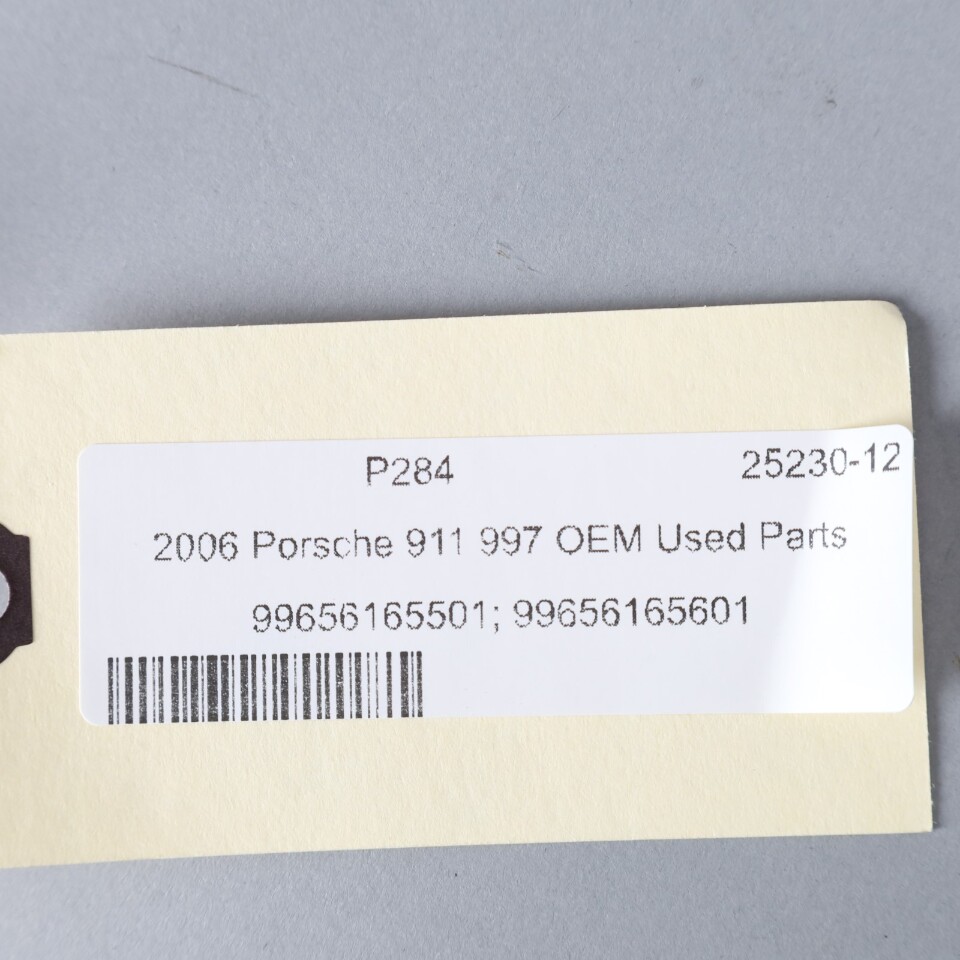 P284 25230-12
2006 Porsche 911 997 OEM Used Parts
99656165501; 99656165601